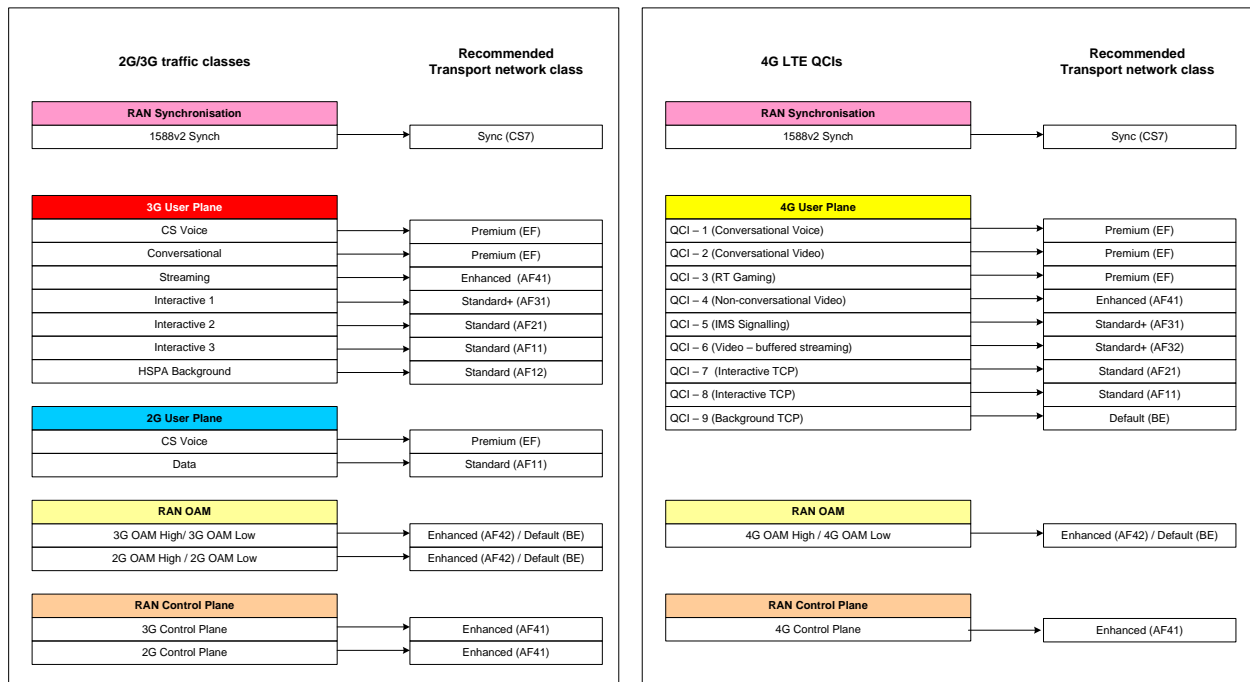 2G/3G traffic classes
Recommended
Transport network class
RAN Synchronisation
1588v2 Synch
Sync (CS7)
3G User Plane
CS Voice
Premium (EF)
Conversational
Premium (EF)
Streaming
Enhanced (AF41)
Interactive 1
Standard+ (AF31)
Interactive 2
Standard (AF21)
Interactive 3
Standard (AF11)
HSPA Background
Standard (AF12)
2G User Plane
CS Voice
Premium (EF)
Data
Standard (AF11)
RAN OAM
3G OAM High/ 3G OAM Low
Enhanced (AF42) / Default (BE)
2G OAM High / 2G OAM Low
Enhanced (AF42) / Default (BE)
RAN Control Plane
3G Control Plane
Enhanced (AF41)
2G Control Plane
Enhanced (AF41)
4G LTE QCIs
Recommended
Transport network class
RAN Synchronisation
1588v2 Synch
Sync (CS7)
4G User Plane
QCI – 1 (Conversational Voice)
Premium (EF)
QCI – 2 (Conversational Video)
Premium (EF)
QCI – 3 (RT Gaming)
Premium (EF)
QCI – 4 (Non-conversational Video)
Enhanced (AF41)
QCI – 5 (IMS Signalling)
Standard+ (AF31)
QCI – 6 (Video – buffered streaming)
Standard+ (AF32)
QCI – 7 (Interactive TCP)
Standard (AF21)
QCI – 8 (Interactive TCP)
Standard (AF11)
QCI – 9 (Background TCP)
Default (BE)
RAN OAM
4G OAM High / 4G OAM Low
Enhanced (AF42) / Default (BE)
RAN Control Plane
4G Control Plane
Enhanced (AF41)